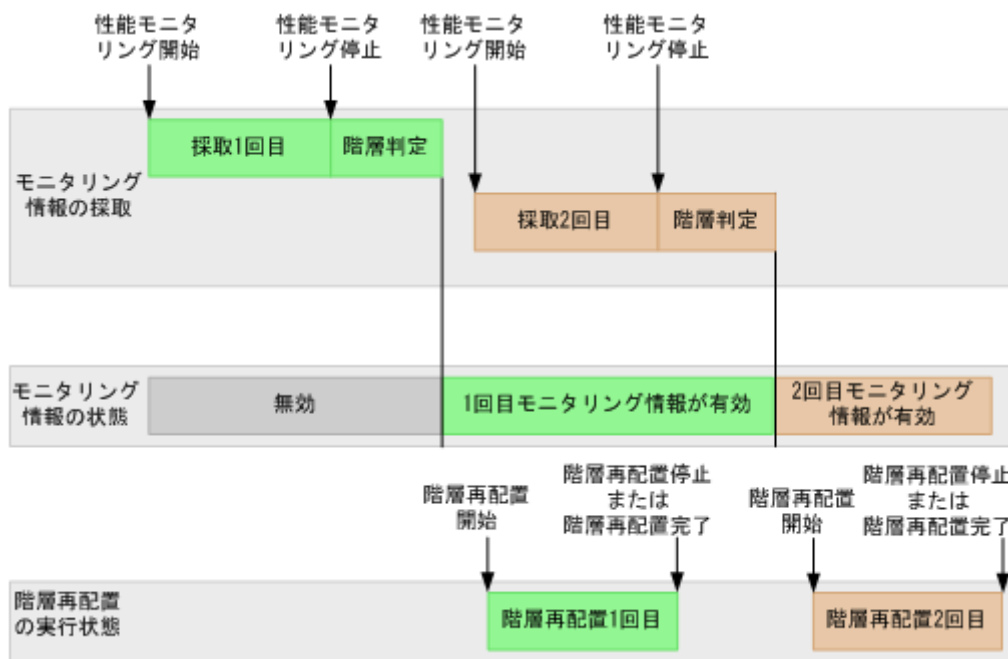 性能モニタ
リング開始
性能モニタ
リング停止
性能モニタ
リング開始
性能モニタ
リング停止
モニタリング
情報の採取
採取1回目
階層判定
採取2回目
階層判定
モニタリング
情報の状態
無効
1回目モニタリング情報が有効
2回目モニタリング
情報が有効
階層再配置
開始
階層再配置停止
または
階層再配置完了
階層再配置
開始
階層再配置停止
または
階層再配置完了
階層再配置
の実行状態
階層再配置1回目
階層再配置2回目